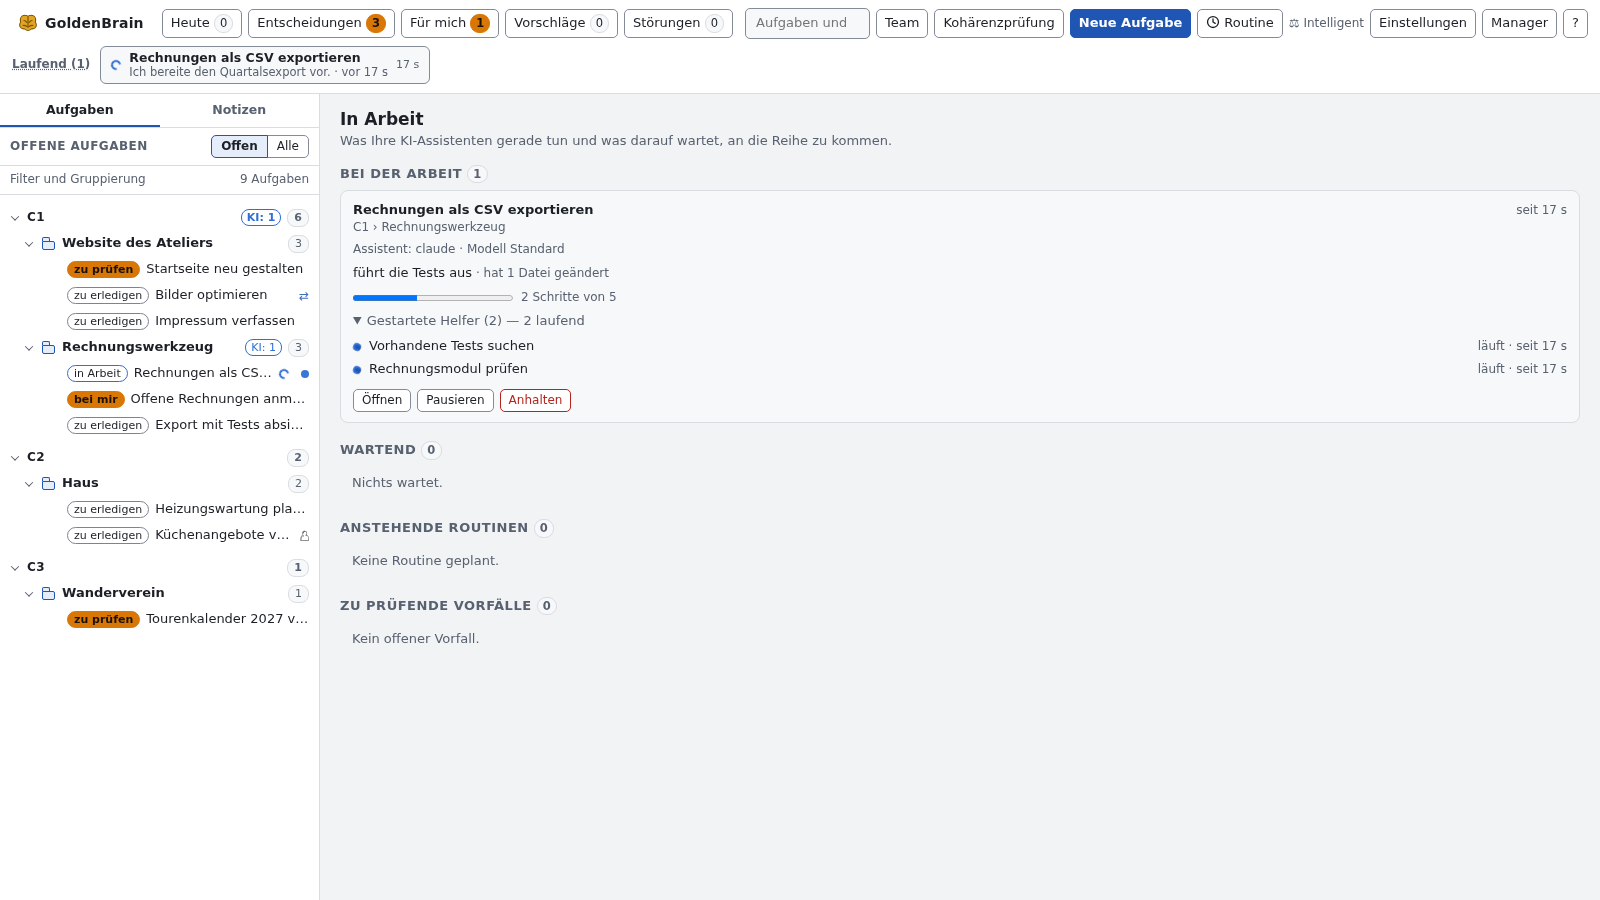 GoldenBrain
Heute 0
Entscheidungen 3
Für mich 1
Vorschläge 0
Störungen 0
Aufgaben und
Team
Kohärenzprüfung
Neue Aufgabe
Routine
Intelligent
Einstellungen
Manager
?
Laufend (1)
Rechnungen als CSV exportieren
Ich bereite den Quartalsexport vor. · vor 17 s
17 s
Aufgaben
Notizen
OFFENE AUFGABEN
Offen
Alle
Filter und Gruppierung
9 Aufgaben
C1 KI: 1 6
Website des Ateliers 3
zu prüfen Startseite neu gestalten
zu erledigen Bilder optimieren
zu erledigen Impressum verfassen
Rechnungswerkzeug KI: 1 3
in Arbeit Rechnungen als CS…
bei mir Offene Rechnungen anm…
zu erledigen Export mit Tests absi…
C2 2
Haus 2
zu erledigen Heizungswartung pla…
zu erledigen Küchenangebote v…
C3 1
Wanderverein 1
zu prüfen Tourenkalender 2027 v…
In Arbeit
Was Ihre KI-Assistenten gerade tun und was darauf wartet, an die Reihe zu kommen.
BEI DER ARBEIT 1
Rechnungen als CSV exportieren
seit 17 s
C1 › Rechnungswerkzeug
Assistent: claude · Modell Standard
führt die Tests aus · hat 1 Datei geändert
2 Schritte von 5
Gestartete Helfer (2) — 2 laufend
Vorhandene Tests suchen
läuft · seit 17 s
Rechnungsmodul prüfen
läuft · seit 17 s
Öffnen
Pausieren
Anhalten
WARTEND 0
Nichts wartet.
ANSTEHENDE ROUTINEN 0
Keine Routine geplant.
ZU PRÜFENDE VORFÄLLE 0
Kein offener Vorfall.